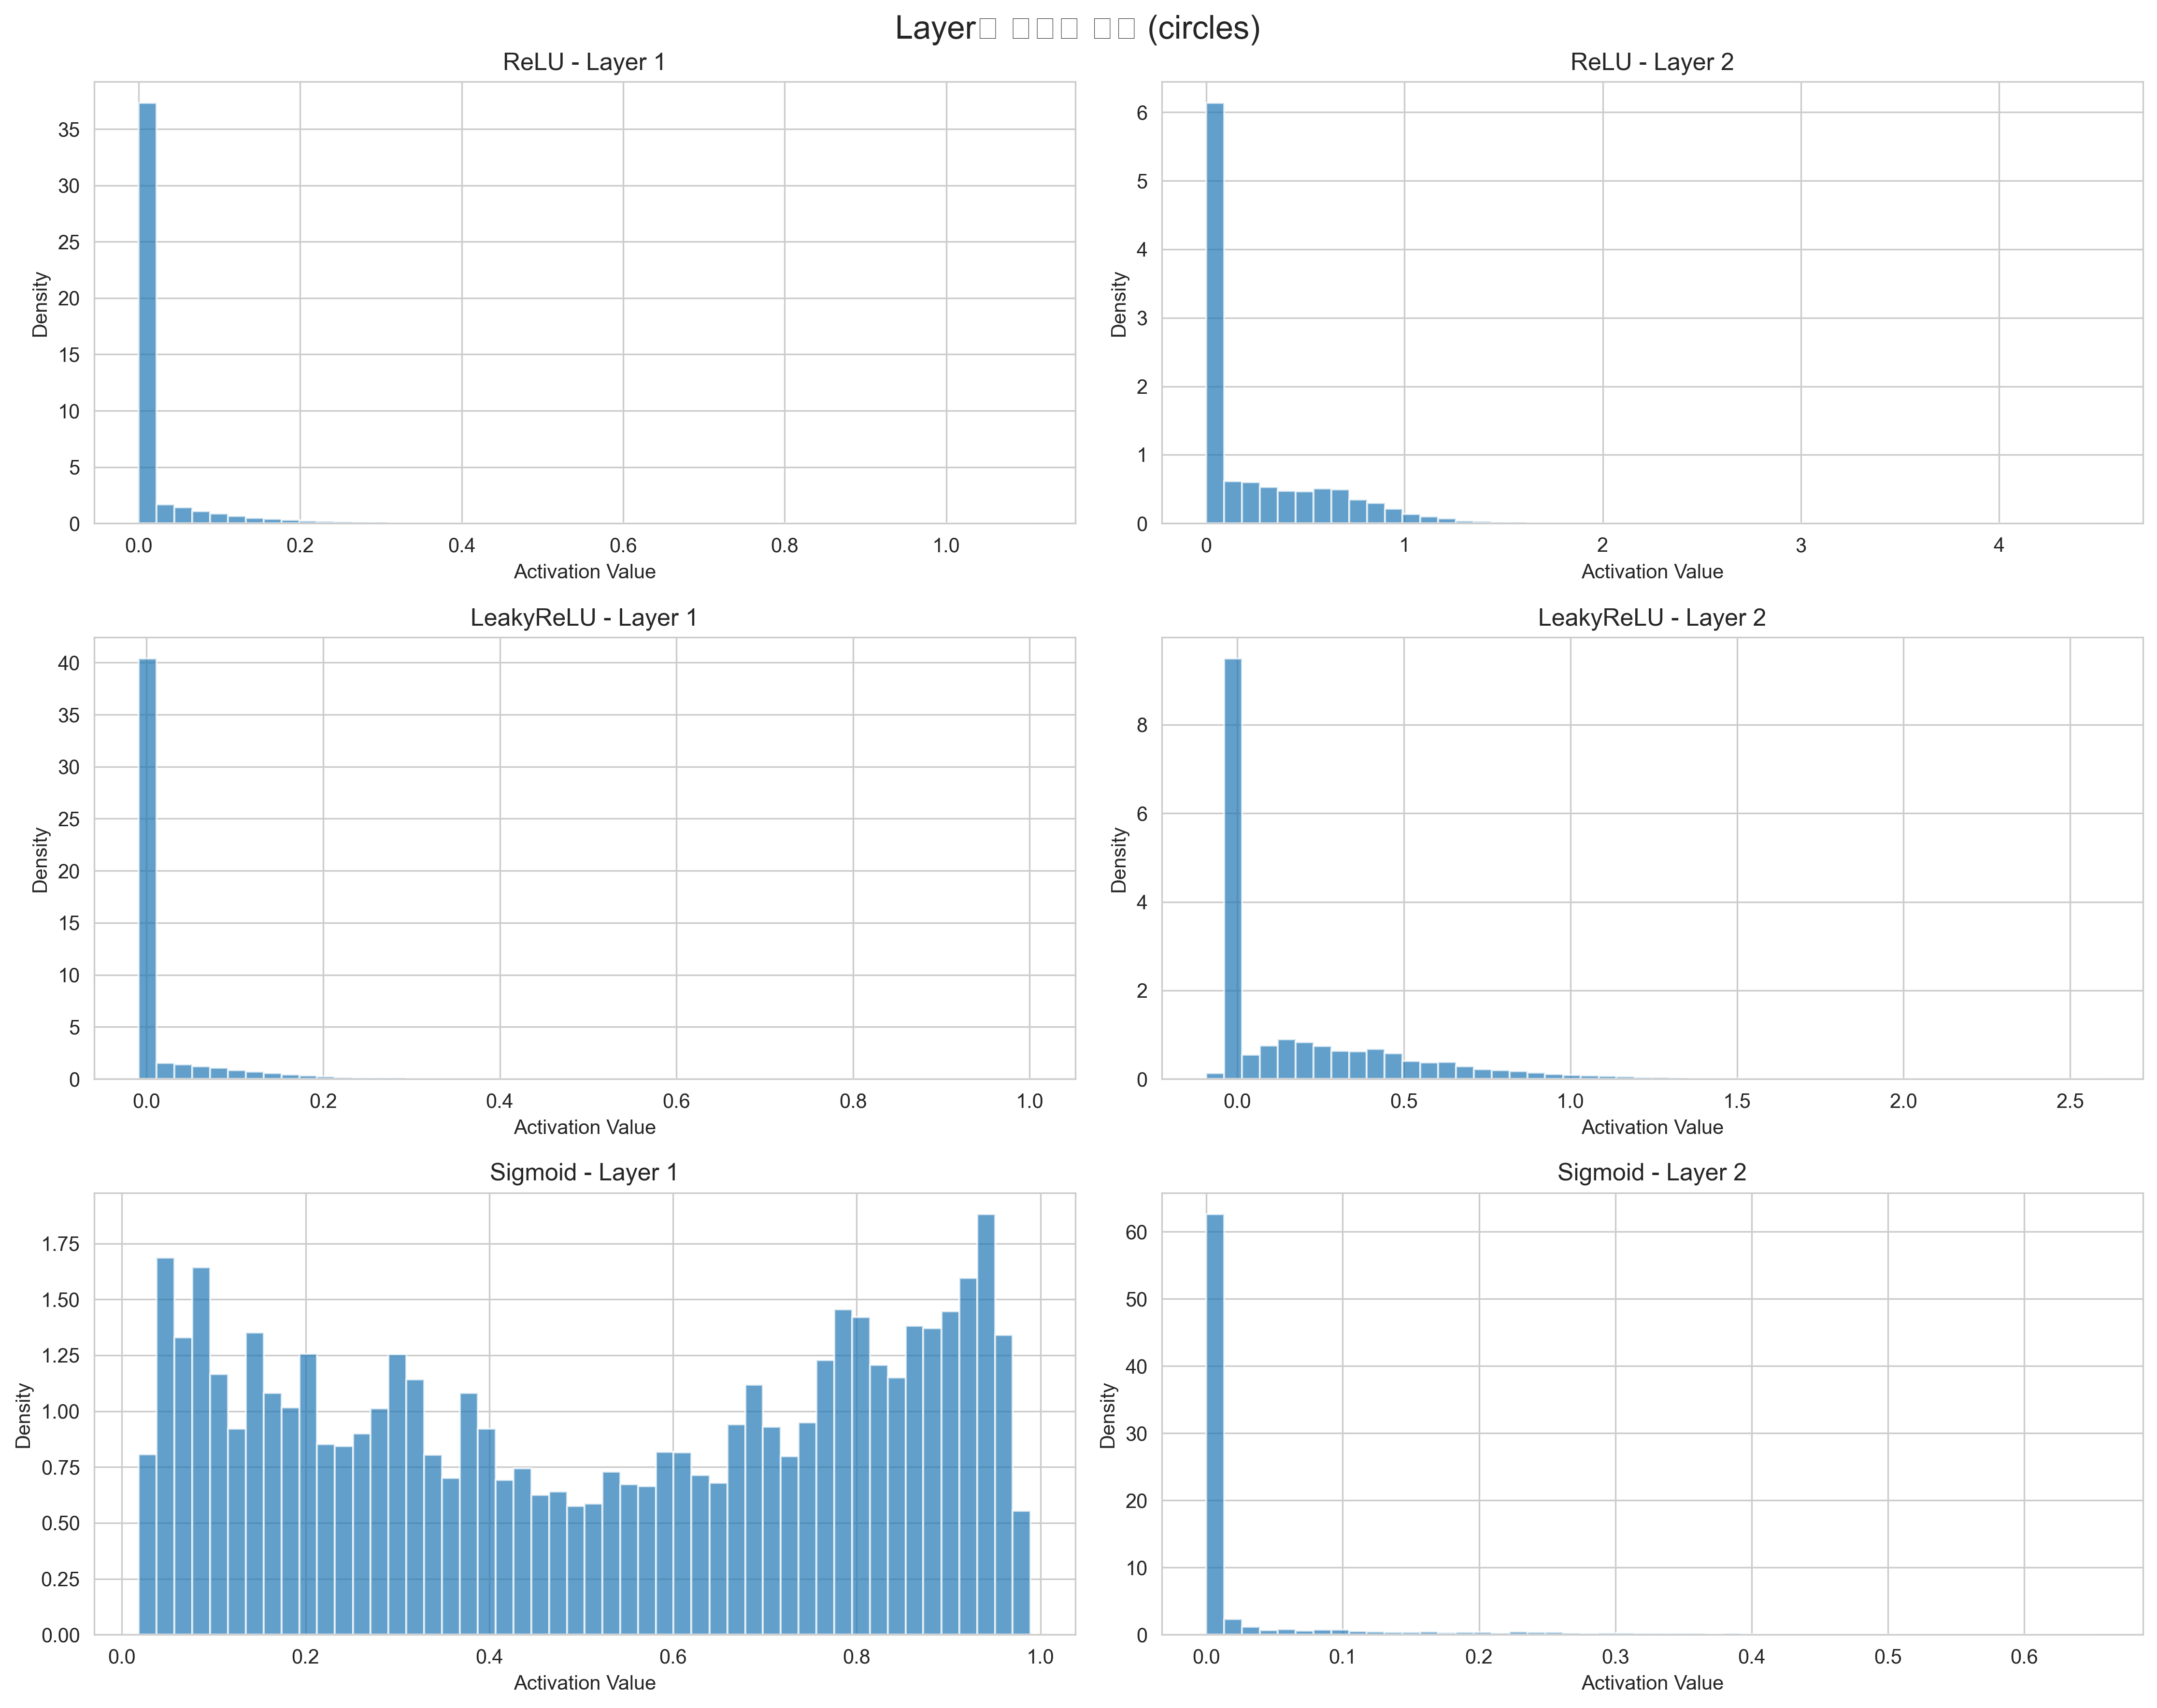 Layer▯ ▯▯▯ ▯▯ (circles)
ReLU - Layer 1
35
30
25
20
15
10
5
0
Density
0.0 0.2 0.4 0.6 0.8 1.0
Activation Value
ReLU - Layer 2
6
5
4
3
2
1
0
Density
0 1 2 3 4
Activation Value
LeakyReLU - Layer 1
40
35
30
25
20
15
10
5
0
Density
0.0 0.2 0.4 0.6 0.8 1.0
Activation Value
LeakyReLU - Layer 2
8
6
4
2
0
Density
0.0 0.5 1.0 1.5 2.0 2.5
Activation Value
Sigmoid - Layer 1
1.75
1.50
1.25
1.00
0.75
0.50
0.25
0.00
Density
0.0 0.2 0.4 0.6 0.8 1.0
Activation Value
Sigmoid - Layer 2
60
50
40
30
20
10
0
Density
0.0 0.1 0.2 0.3 0.4 0.5 0.6
Activation Value